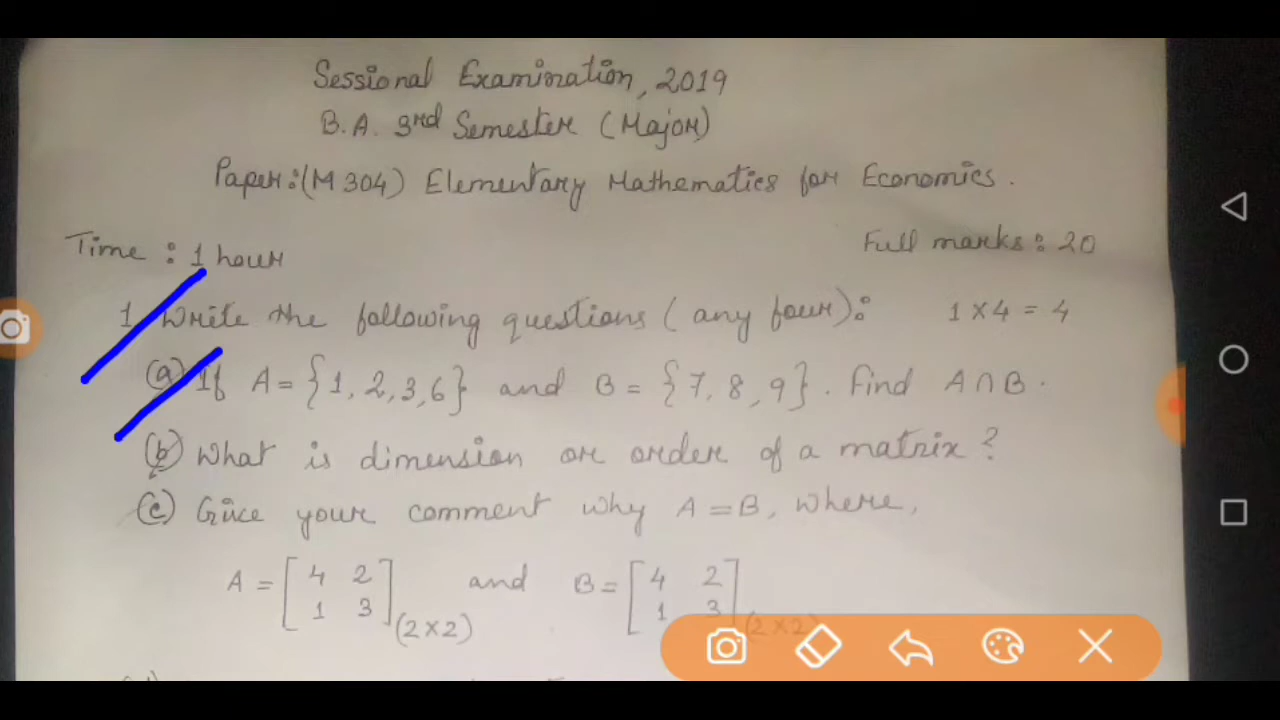 Sessional Examination, 2019
B.A. 3rd Semester (Major)
Paper:(M 304) Elementary Mathematics for Economics.
Time : 1 hour Full marks: 20
1. Write the following questions (any four): 1 × 4 = 4
(a) If A = {1, 2, 3, 6} and B = {7, 8, 9}. Find A∩B.
(b) What is dimension or order of a matrix?
(c) Give your comment why A = B, where,
A = [4 2 and B = [4 2
1 3](2×2) 1 3](2×2)